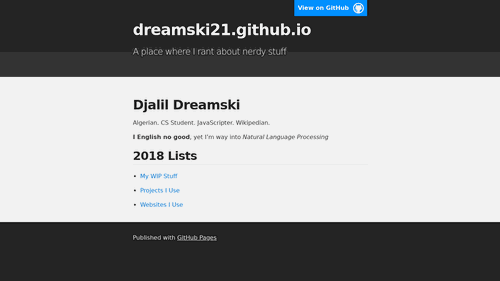 View on GitHub
dreamski21.github.io
A place where I rant about nerdy stuff
Djalil Dreamski
Algerian. CS Student. JavaScripter. Wikipedian.
I English no good, yet I'm way into Natural Language Processing
2018 Lists
My WIP Stuff
Projects I Use
Websites I Use
Published with GitHub Pages